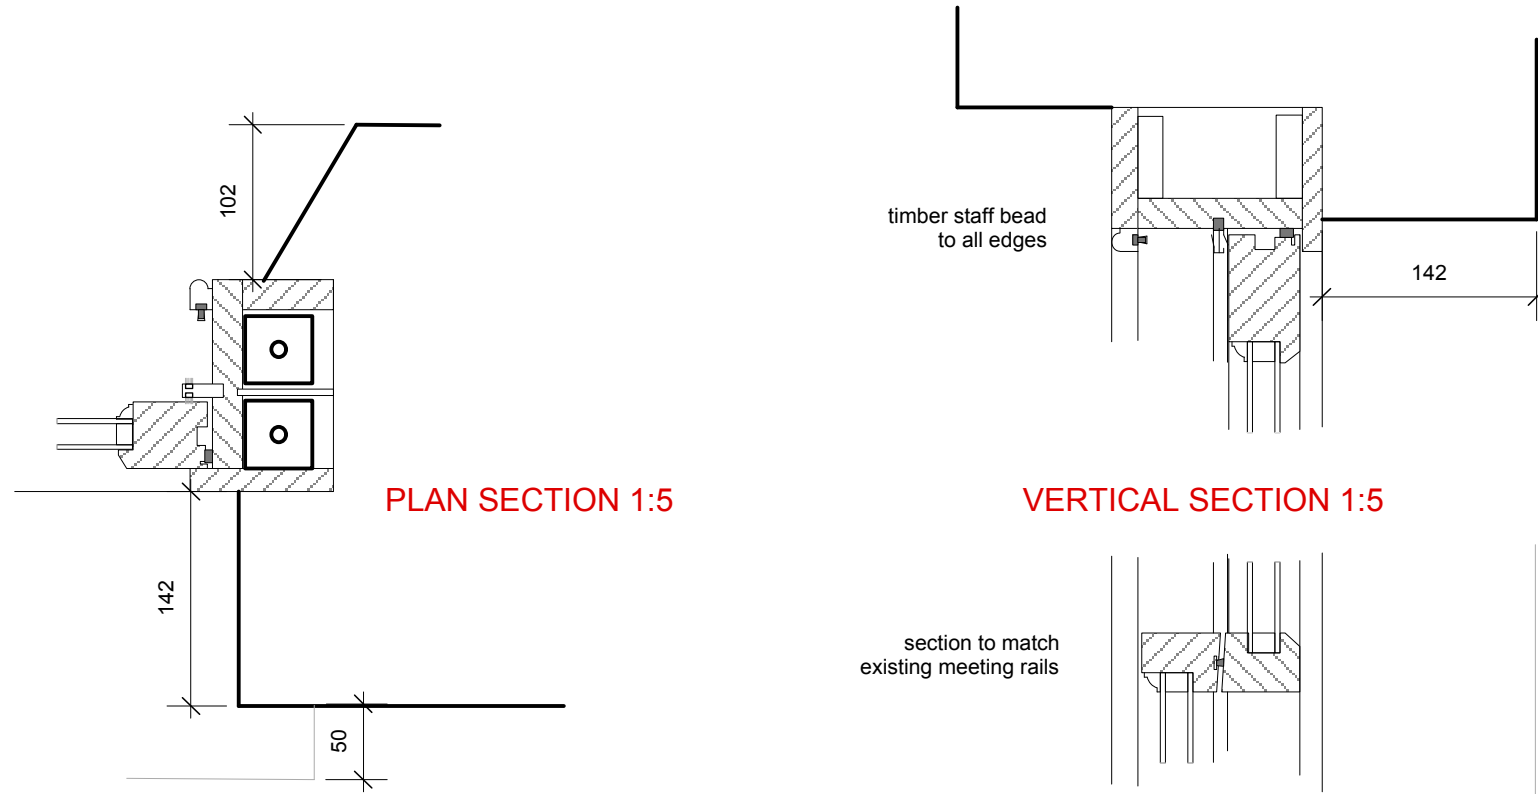 102
timber staff bead
to all edges
142
PLAN SECTION 1:5
VERTICAL SECTION 1:5
142
section to match
existing meeting rails
50